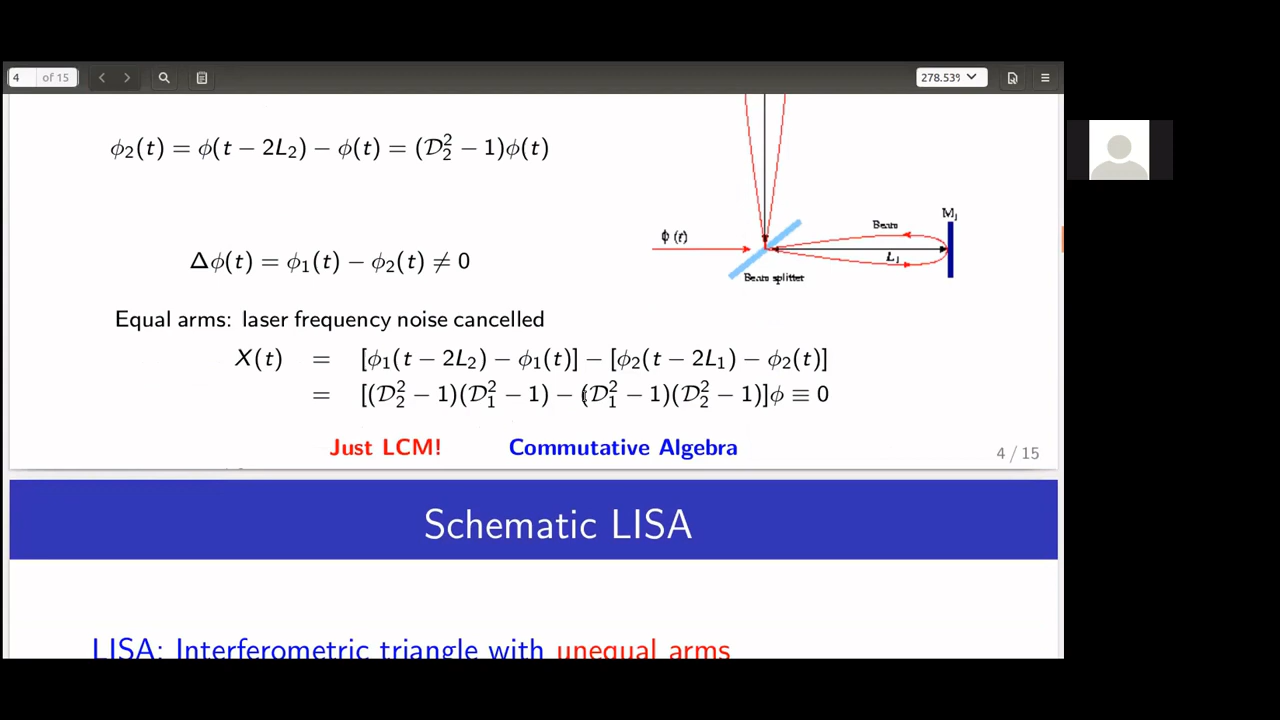 4 of 15
278.53%
ϕ₂(t) = ϕ(t − 2L₂) − ϕ(t) = (𝒟₂² − 1)ϕ(t)
M₁
Beam
ϕ (t)
L₁
Beam splitter
Δϕ(t) = ϕ₁(t) − ϕ₂(t) ≠ 0
Equal arms: laser frequency noise cancelled
X(t) = [ϕ₁(t − 2L₂) − ϕ₁(t)] − [ϕ₂(t − 2L₁) − ϕ₂(t)]
= [(𝒟₂² − 1)(𝒟₁² − 1) − (𝒟₁² − 1)(𝒟₂² − 1)]ϕ ≡ 0
Just LCM! Commutative Algebra
4 / 15
Schematic LISA
LISA: Interferometric triangle with unequal arms